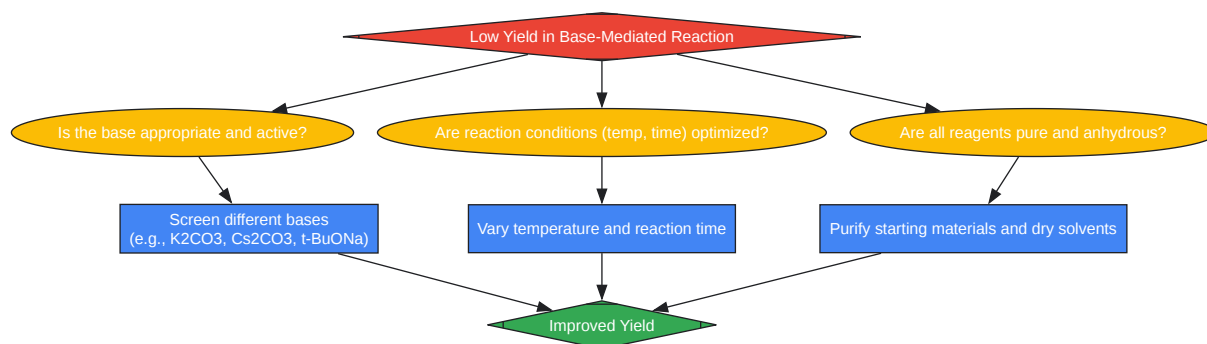 Low Yield in Base-Mediated Reaction
Is the base appropriate and active?
Are reaction conditions (temp, time) optimized?
Are all reagents pure and anhydrous?
Screen different bases
(e.g., K2CO3, Cs2CO3, t-BuONa)
Vary temperature and reaction time
Purify starting materials and dry solvents
Improved Yield